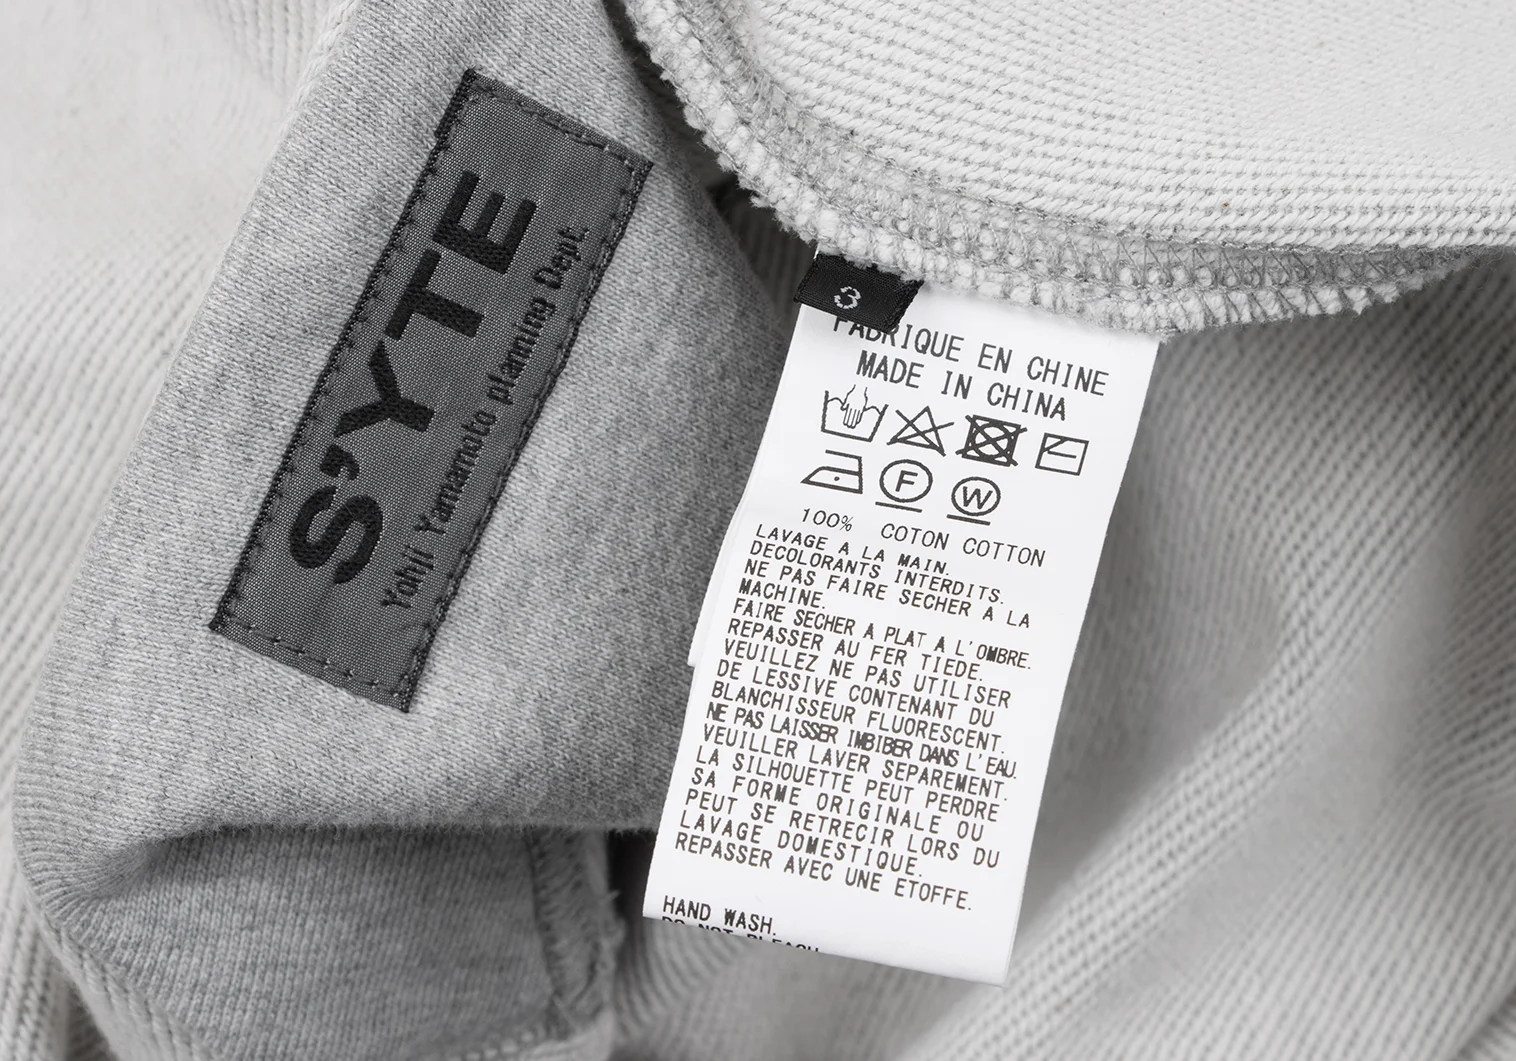 S'YTE
Yohji Yamamoto planning Dept.
3
FABRIQUE EN CHINE
MADE IN CHINA
F
W
100% COTON COTTON
LAVAGE A LA MAIN.
DECOLORANTS INTERDITS.
NE PAS FAIRE SECHER A LA
MACHINE.
FAIRE SECHER A PLAT A L'OMBRE.
REPASSER AU FER TIEDE.
VEUILLEZ NE PAS UTILISER
DE LESSIVE CONTENANT DU
BLANCHISSEUR FLUORESCENT.
NE PAS LAISSER IMBIBER DANS L'EAU.
VEUILLER LAVER SEPAREMENT.
LA SILHOUETTE PEUT PERDRE
SA FORME ORIGINALE OU
PEUT SE RETRECIR LORS DU
LAVAGE DOMESTIQUE.
REPASSER AVEC UNE ETOFFE.
HAND WASH.
DO NOT BLEACH